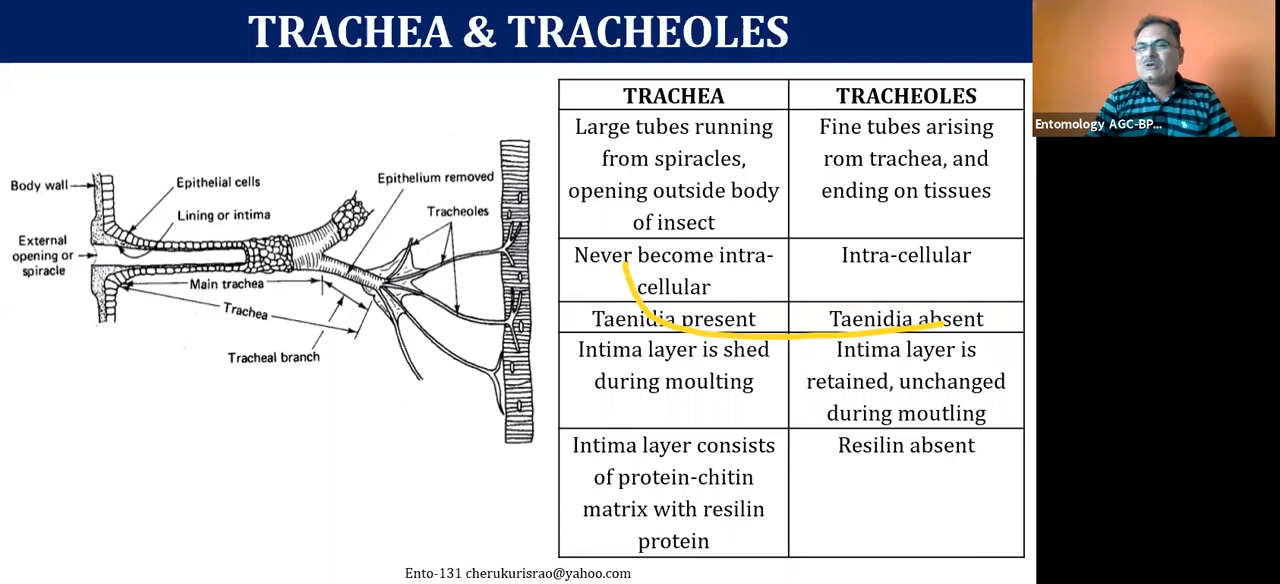 TRACHEA & TRACHEOLES
Body wall
Epithelial cells
Lining or intima
External
opening or
spiracle
Main trachea
Trachea
Tracheal branch
Epithelium removed
Tracheoles
TRACHEA
TRACHEOLES
Large tubes running
from spiracles,
opening outside body
of insect
Fine tubes arising
rom trachea, and
ending on tissues
Never become intra-
cellular
Intra-cellular
Taenidia present
Taenidia absent
Intima layer is shed
during moulting
Intima layer is
retained, unchanged
during moutling
Intima layer consists
of protein-chitin
matrix with resilin
protein
Resilin absent
Ento-131 cherukurisrao@yahoo.com
Entomology AGC-BP...